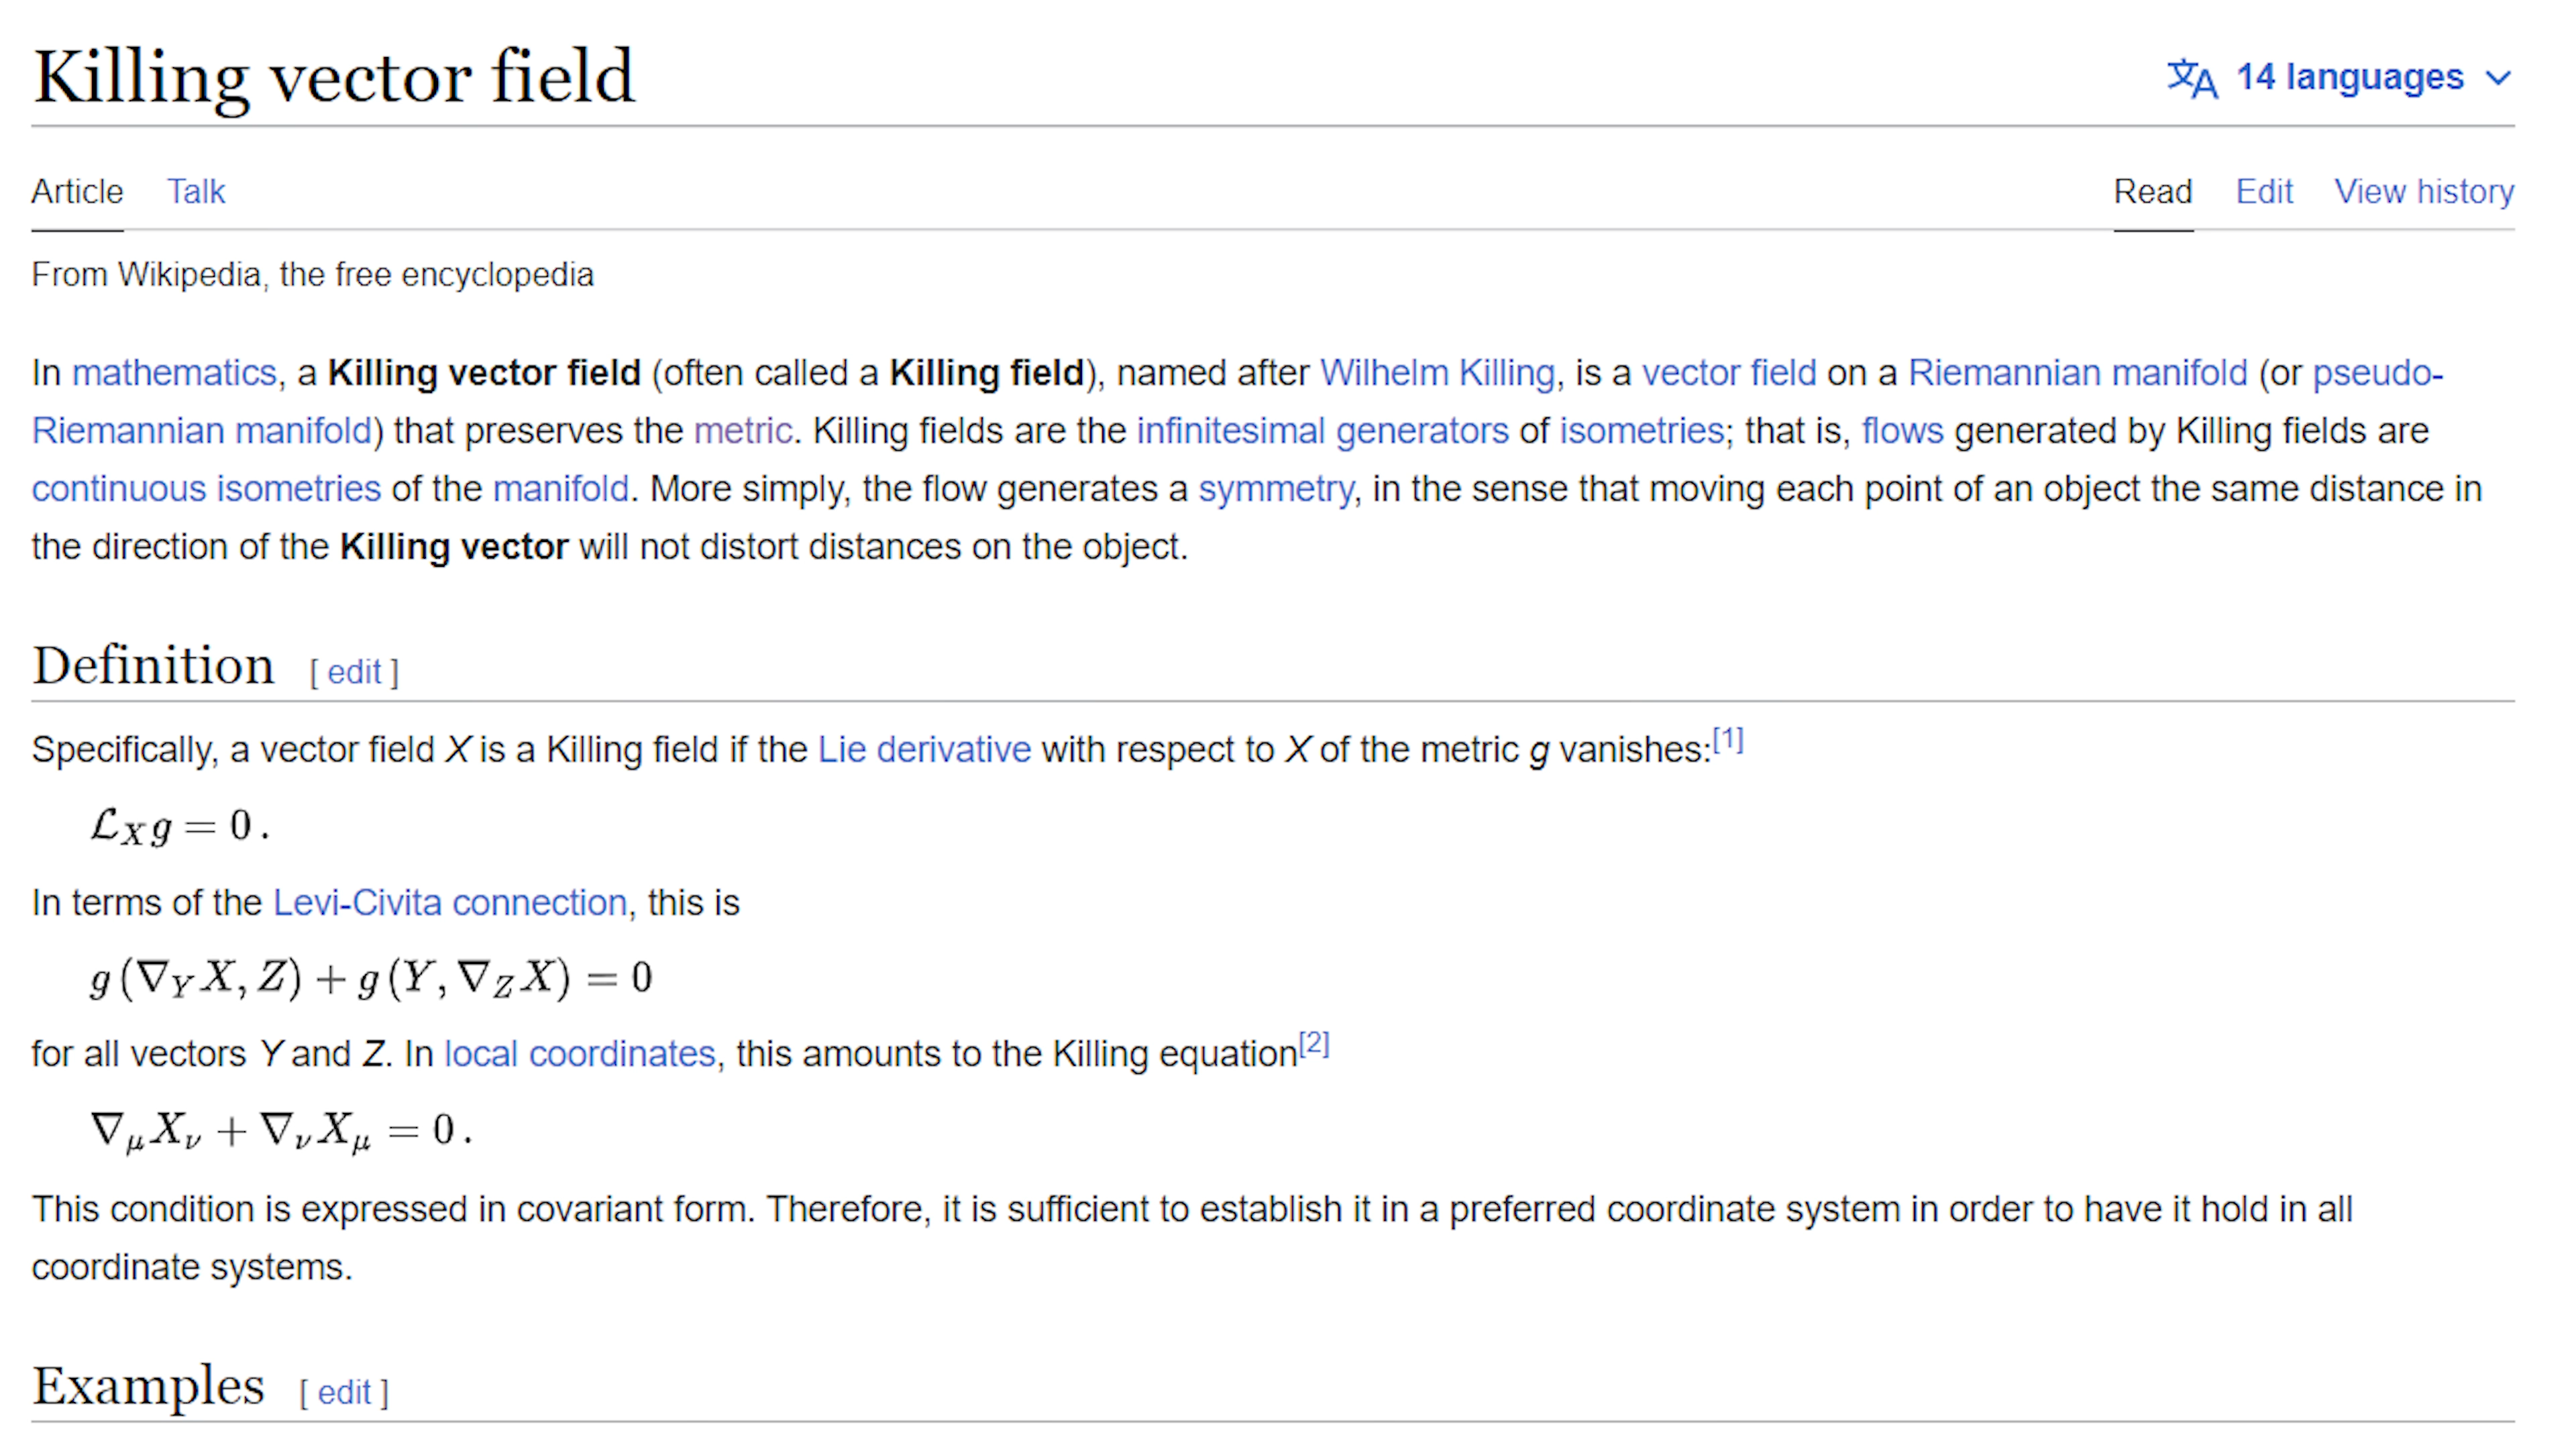 Killing vector field
文A 14 languages
Article Talk Read Edit View history
From Wikipedia, the free encyclopedia
In mathematics, a Killing vector field (often called a Killing field), named after Wilhelm Killing, is a vector field on a Riemannian manifold (or pseudo-
Riemannian manifold) that preserves the metric. Killing fields are the infinitesimal generators of isometries; that is, flows generated by Killing fields are
continuous isometries of the manifold. More simply, the flow generates a symmetry, in the sense that moving each point of an object the same distance in
the direction of the Killing vector will not distort distances on the object.
Definition [ edit ]
Specifically, a vector field X is a Killing field if the Lie derivative with respect to X of the metric g vanishes:[1]
ℒ_X g = 0 .
In terms of the Levi-Civita connection, this is
g (∇_Y X, Z) + g (Y, ∇_Z X) = 0
for all vectors Y and Z. In local coordinates, this amounts to the Killing equation[2]
∇_μ X_ν + ∇_ν X_μ = 0 .
This condition is expressed in covariant form. Therefore, it is sufficient to establish it in a preferred coordinate system in order to have it hold in all
coordinate systems.
Examples [ edit ]